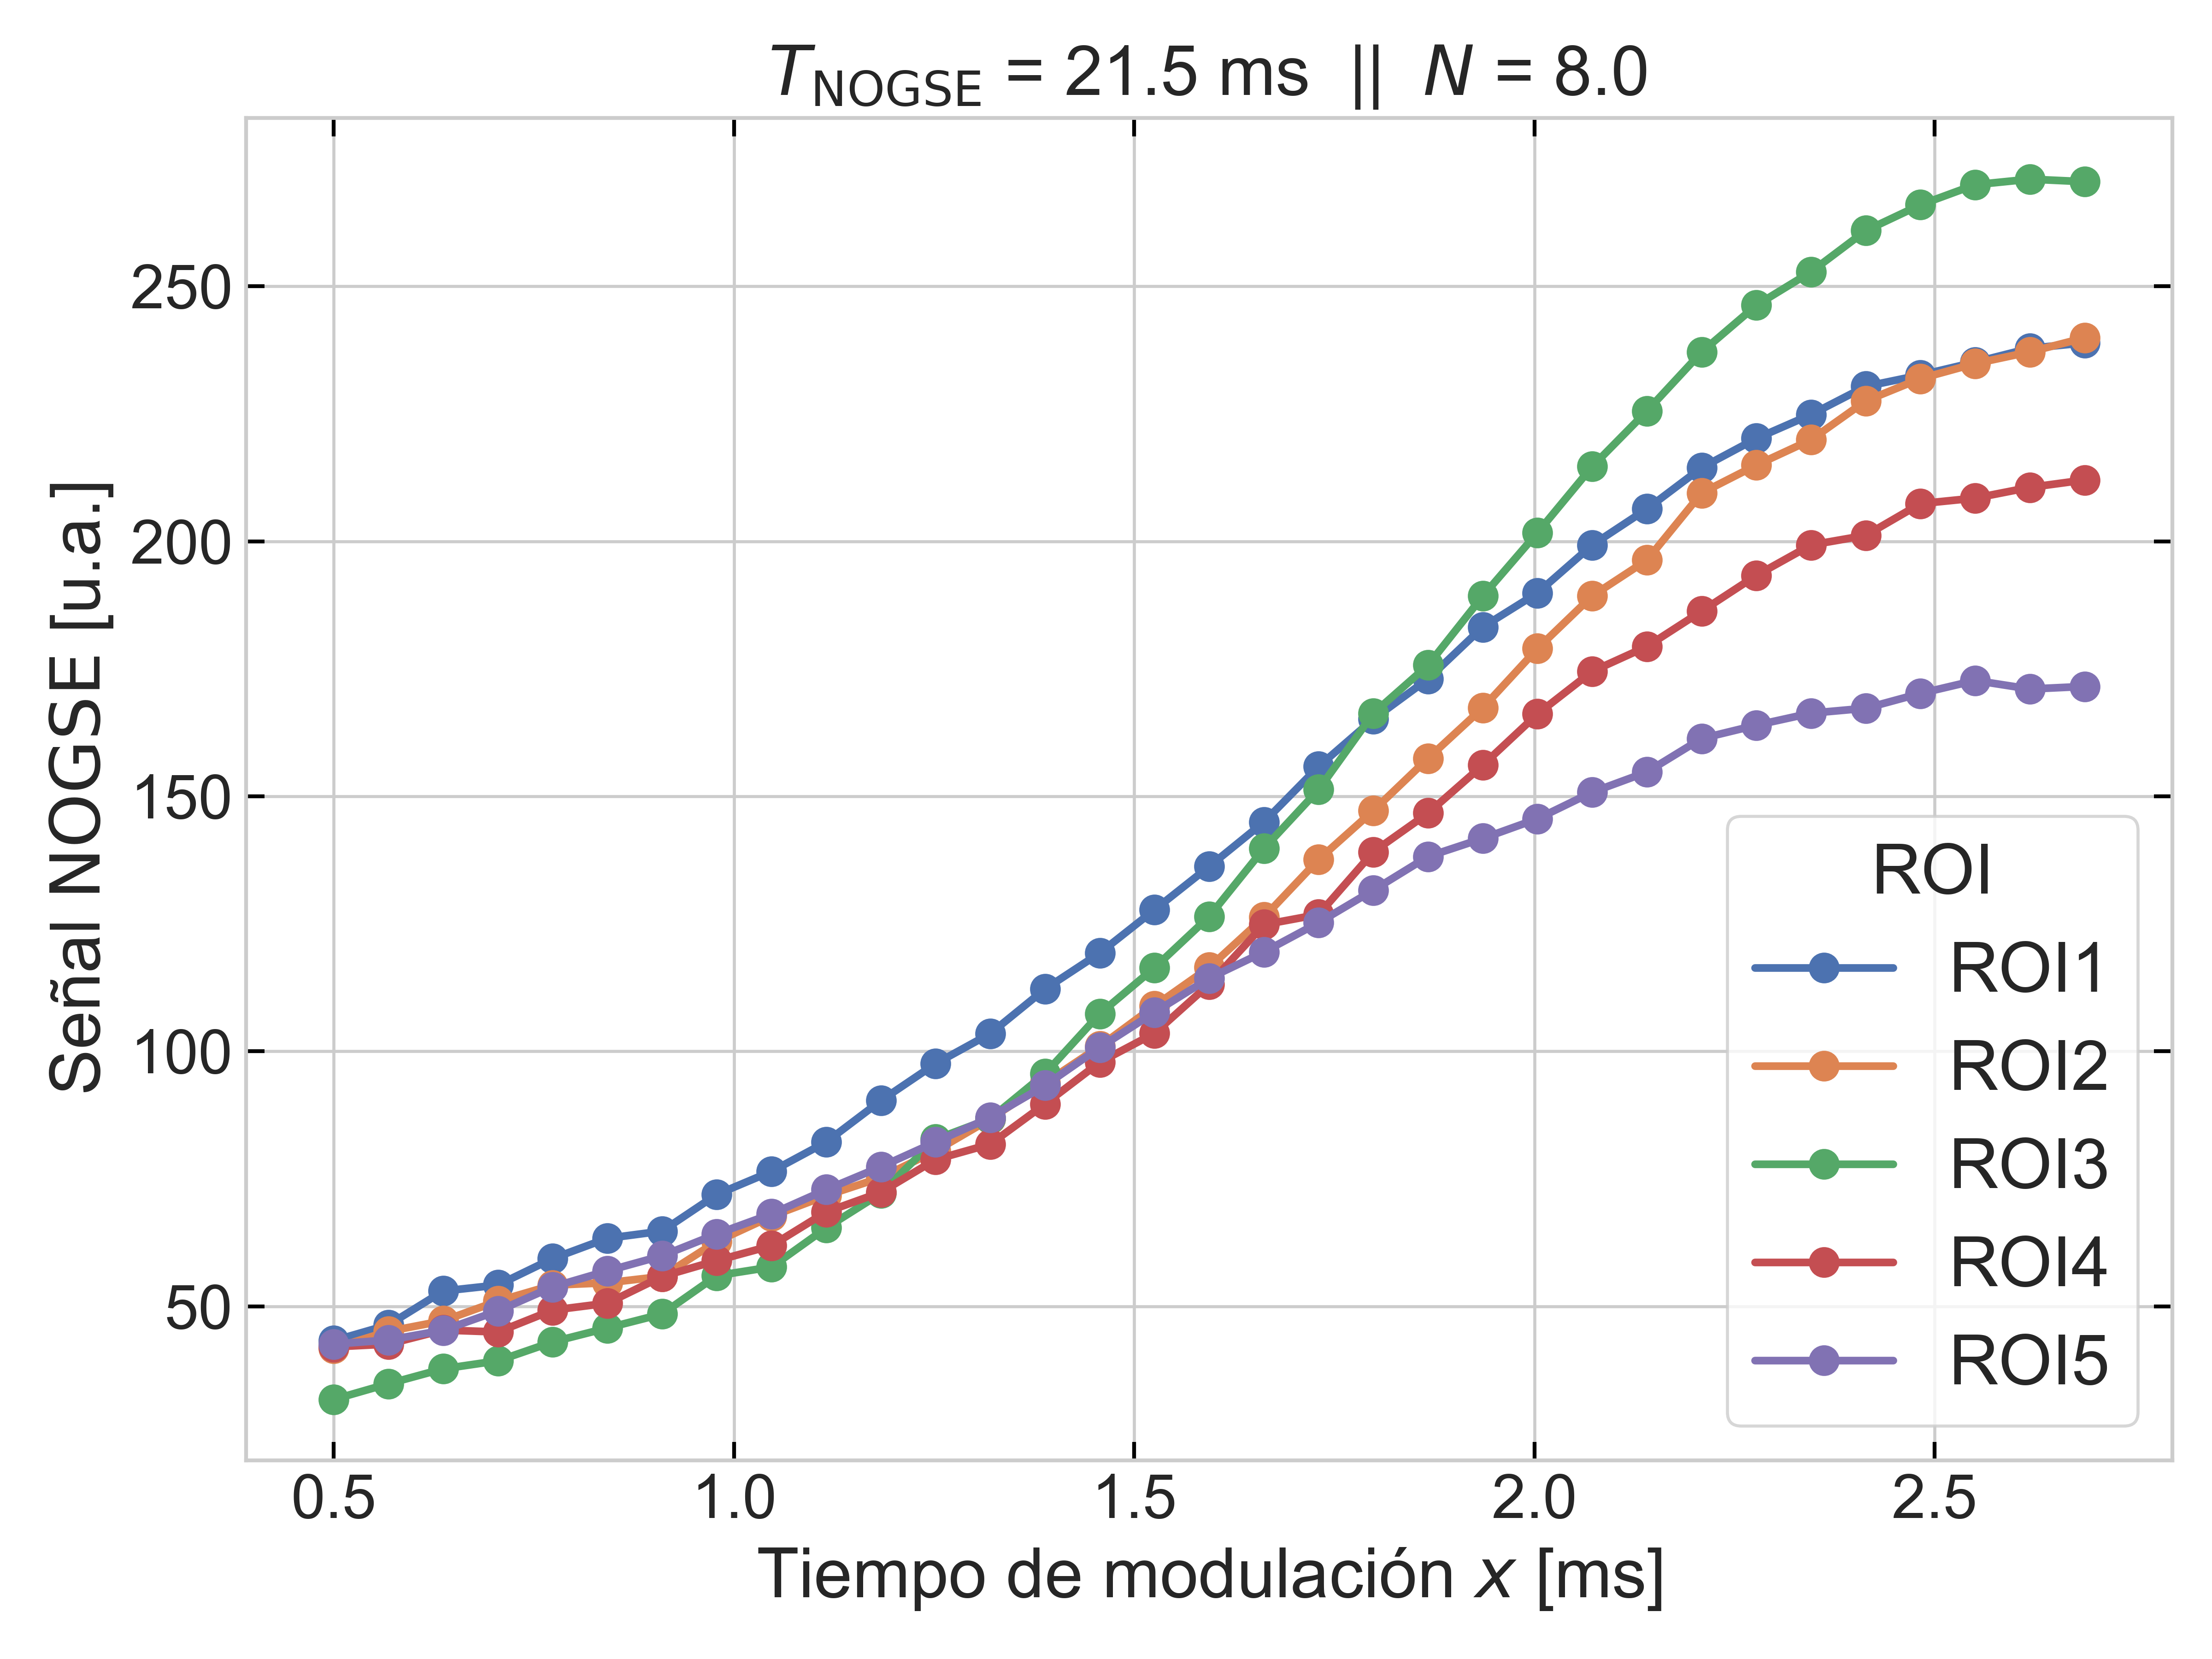 T_NOGSE = 21.5 ms || N = 8.0
Señal NOGSE [u.a.]
250
200
150
100
50
ROI
ROI1
ROI2
ROI3
ROI4
ROI5
0.5 1.0 1.5 2.0 2.5
Tiempo de modulación x [ms]